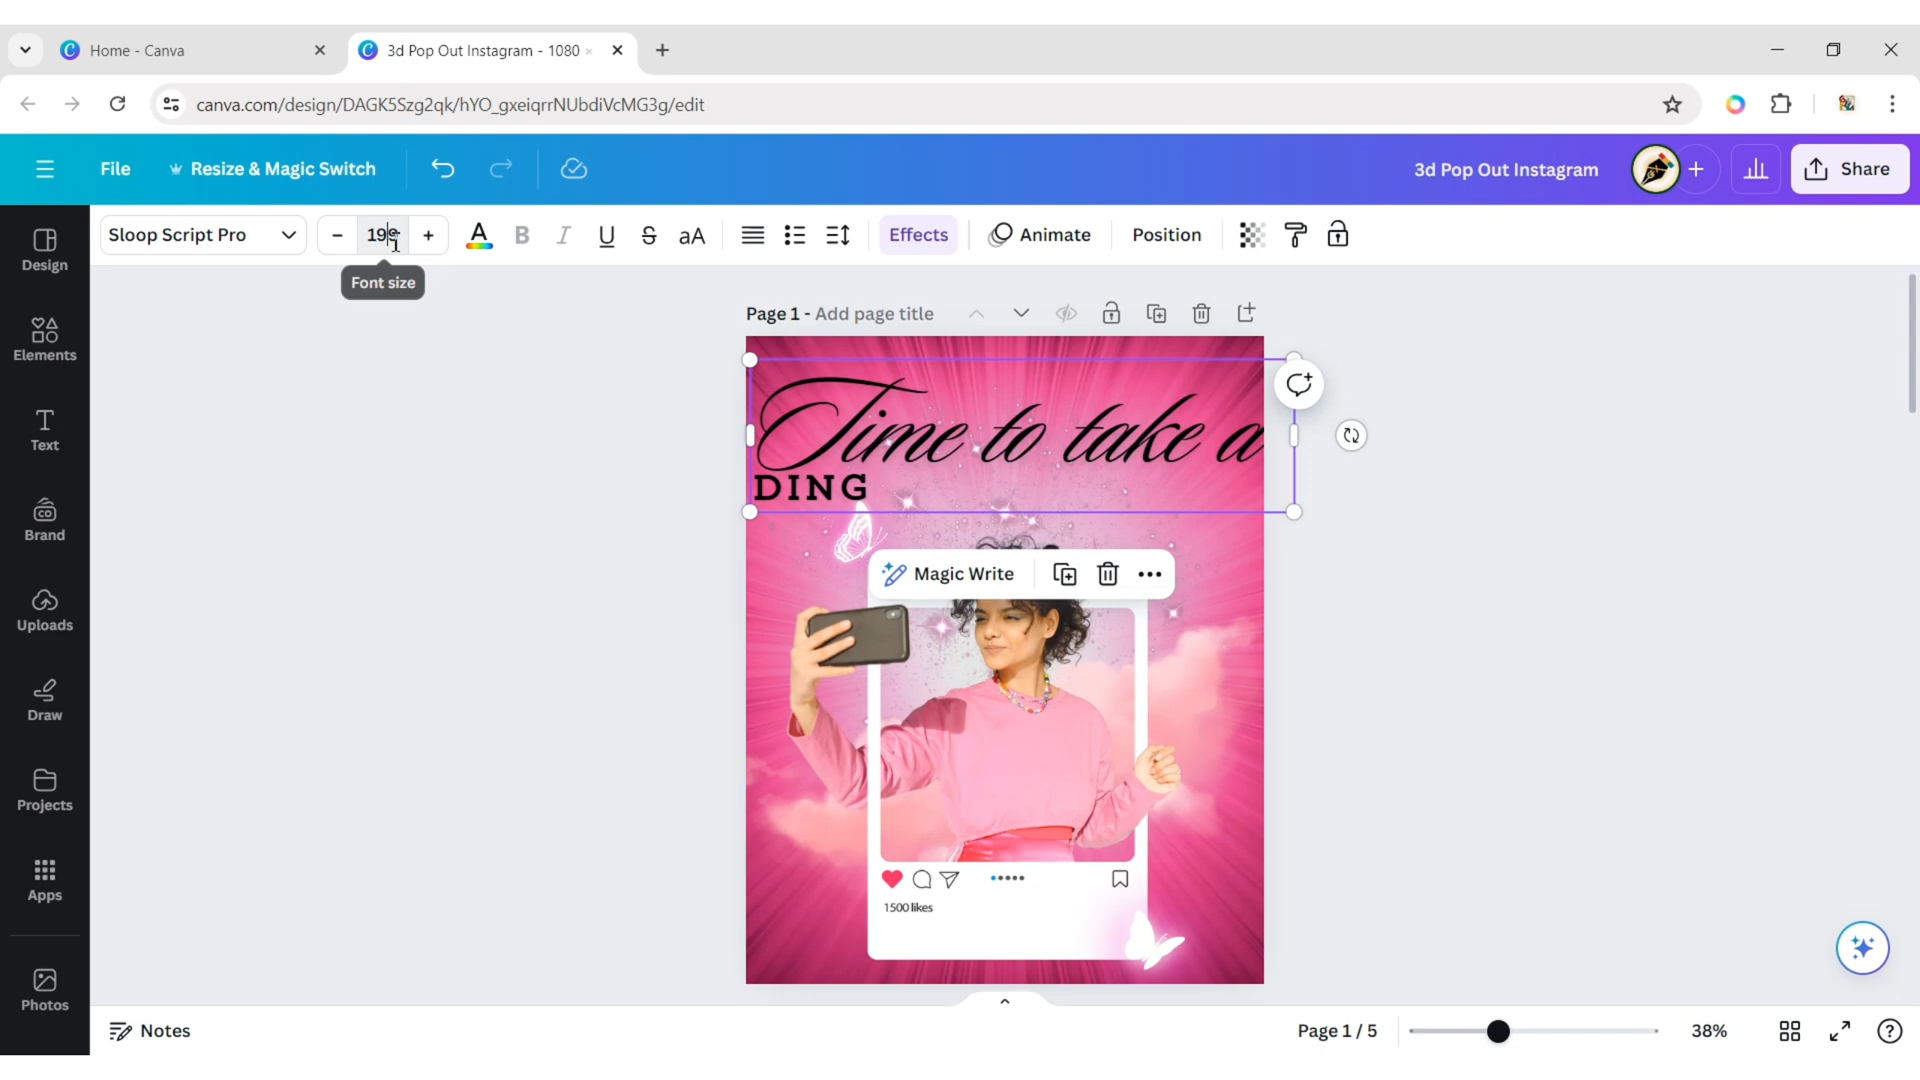 Home - Canva
3d Pop Out Instagram - 1080
canva.com/design/DAGK5Szg2qk/hYO_gxeiqrrNUbdiVcMG3g/edit
File
Resize & Magic Switch
3d Pop Out Instagram
Share
Sloop Script Pro
- 199 +
A B I U S aA
Effects
Animate
Position
Font size
Design
Elements
Text
Brand
Uploads
Draw
Projects
Apps
Photos
Page 1 - Add page title
Time to take a
DING
Magic Write
1500 likes
Notes
Page 1 / 5
38%